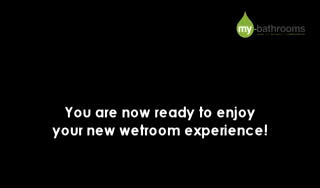 my-bathrooms
You are now ready to enjoy
your new wetroom experience!